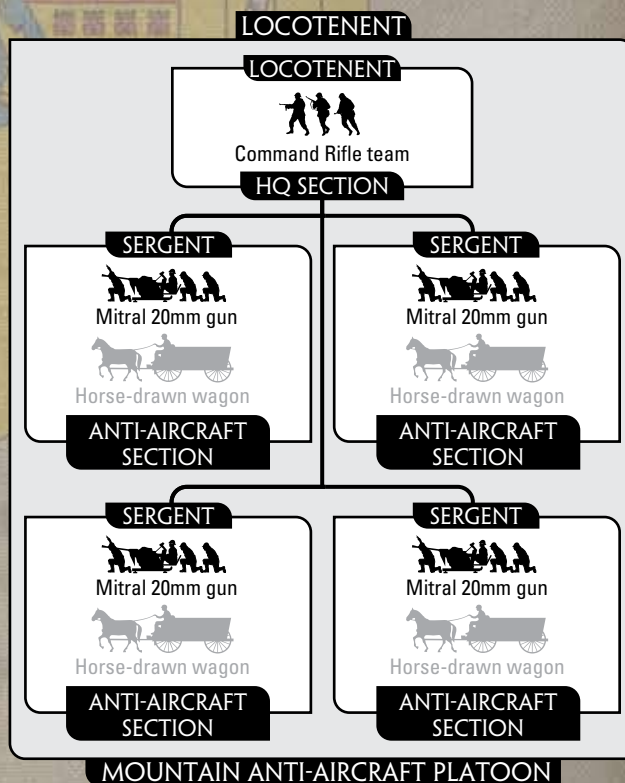 LOCOTENENT
LOCOTENENT
Command Rifle team
HQ SECTION
SERGENT
Mitral 20mm gun
Horse-drawn wagon
ANTI-AIRCRAFT
SECTION
SERGENT
Mitral 20mm gun
Horse-drawn wagon
ANTI-AIRCRAFT
SECTION
SERGENT
Mitral 20mm gun
Horse-drawn wagon
ANTI-AIRCRAFT
SECTION
SERGENT
Mitral 20mm gun
Horse-drawn wagon
ANTI-AIRCRAFT
SECTION
MOUNTAIN ANTI-AIRCRAFT PLATOON